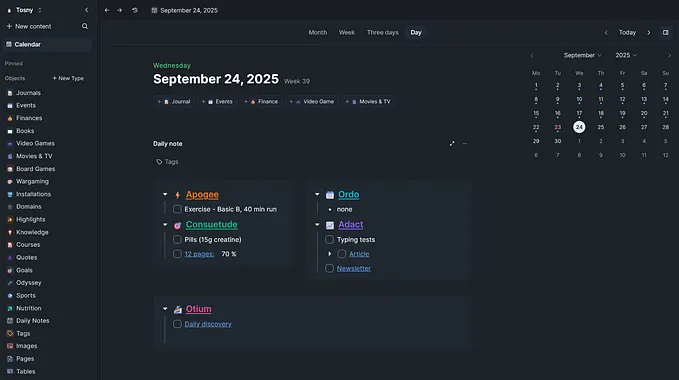 Tosny
New content
Calendar
Pinned
Objects
+ New Type
Journals
Events
Finances
Books
Video Games
Movies & TV
Board Games
Wargaming
Installations
Domains
Highlights
Knowledge
Courses
Quotes
Goals
Odyssey
Sports
Nutrition
Daily Notes
Tags
Images
Pages
Tables
September 24, 2025
Month Week Three days Day
Today
Wednesday
September 24, 2025 Week 39
+ Journal + Events + Finance + Video Game + Movies & TV
Daily note
Tags
Apogee
Exercise - Basic B, 40 min run
Consuetude
Pills (15g creatine)
12 pages: 70 %
Ordo
none
Adact
Typing tests
Article
Newsletter
Otium
Daily discovery
September 2025
Mo Tu We Th Fr Sa Su
1 2 3 4 5 6 7
8 9 10 11 12 13 14
15 16 17 18 19 20 21
22 23 24 25 26 27 28
29 30 1 2 3 4 5
6 7 8 9 10 11 12